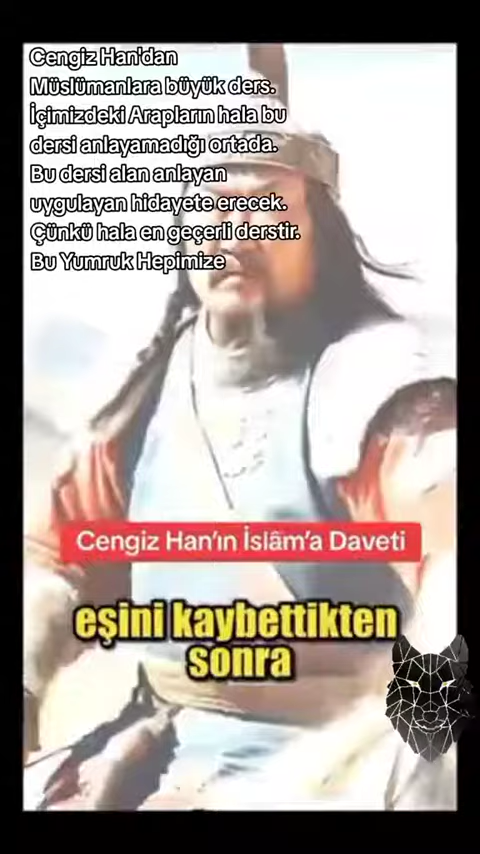 Cengiz Han'dan
Müslümanlara büyük ders.
İçimizdeki Arapların hala bu
dersi anlayamadığı ortada.
Bu dersi alan anlayan
uygulayan hidayete erecek.
Çünkü hala en geçerli derstir.
Bu Yumruk Hepimize
Cengiz Han'ın İslâm'a Daveti
eşini kaybettikten
sonra